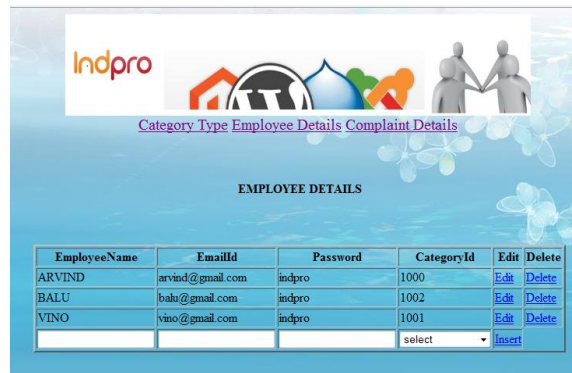 Indpro
W
Category Type Employee Details Complaint Details
EMPLOYEE DETAILS
EmployeeName EmailId Password CategoryId Edit Delete
ARVIND arvind@gmail.com indpro 1000 Edit Delete
BALU balu@gmail.com indpro 1002 Edit Delete
VINO vino@gmail.com indpro 1001 Edit Delete
select Insert